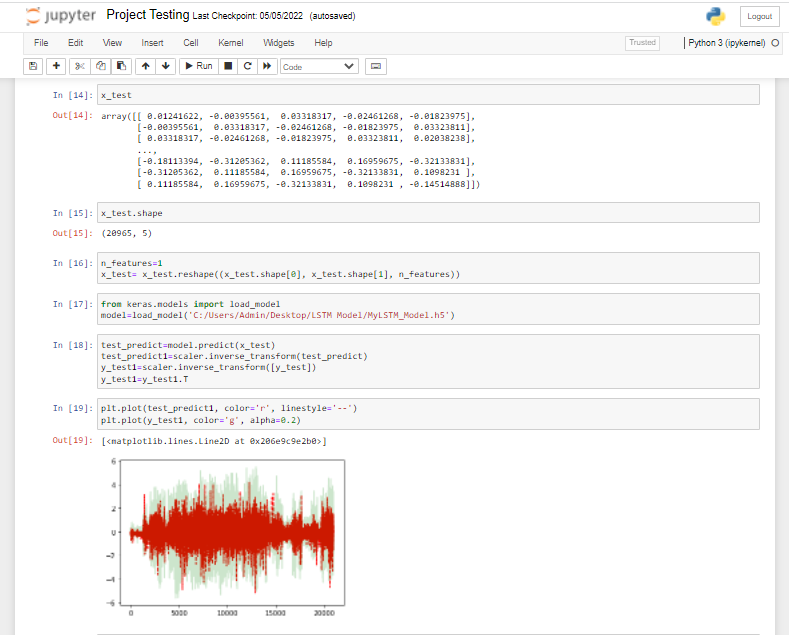 jupyter Project Testing Last Checkpoint: 05/05/2022 (autosaved)
Logout
File Edit View Insert Cell Kernel Widgets Help
Trusted
Python 3 (ipykernel)
Run
Code
In [14]: x_test
Out[14]: array([[ 0.01241622, -0.00395561, 0.03318317, -0.02461268, -0.01823975],
[-0.00395561, 0.03318317, -0.02461268, -0.01823975, 0.03323811],
[ 0.03318317, -0.02461268, -0.01823975, 0.03323811, 0.02038238],
...,
[-0.18113394, -0.31205362, 0.11185584, 0.16959675, -0.32133831],
[-0.31205362, 0.11185584, 0.16959675, -0.32133831, 0.1098231 ],
[ 0.11185584, 0.16959675, -0.32133831, 0.1098231 , -0.14514888]])
In [15]: x_test.shape
Out[15]: (20965, 5)
In [16]: n_features=1
x_test= x_test.reshape((x_test.shape[0], x_test.shape[1], n_features))
In [17]: from keras.models import load_model
model=load_model('C:/Users/Admin/Desktop/LSTM Model/MyLSTM_Model.h5')
In [18]: test_predict=model.predict(x_test)
test_predict1=scaler.inverse_transform(test_predict)
y_test1=scaler.inverse_transform([y_test])
y_test1=y_test1.T
In [19]: plt.plot(test_predict1, color='r', linestyle='--')
plt.plot(y_test1, color='g', alpha=0.2)
Out[19]: [<matplotlib.lines.Line2D at 0x206e9c9e2b0>]
6
4
2
0
−2
−4
−6
0 5000 10000 15000 20000